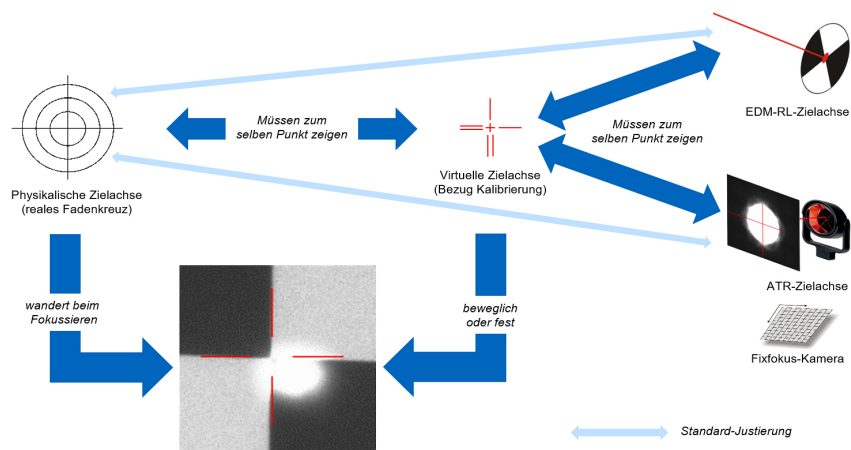 EDM-RL-Zielachse
Müssen zum
selben Punkt zeigen
Müssen zum
selben Punkt zeigen
Physikalische Zielachse
(reales Fadenkreuz)
Virtuelle Zielachse
(Bezug Kalibrierung)
ATR-Zielachse
wandert beim
Fokussieren
beweglich
oder fest
Fixfokus-Kamera
Standard-Justierung